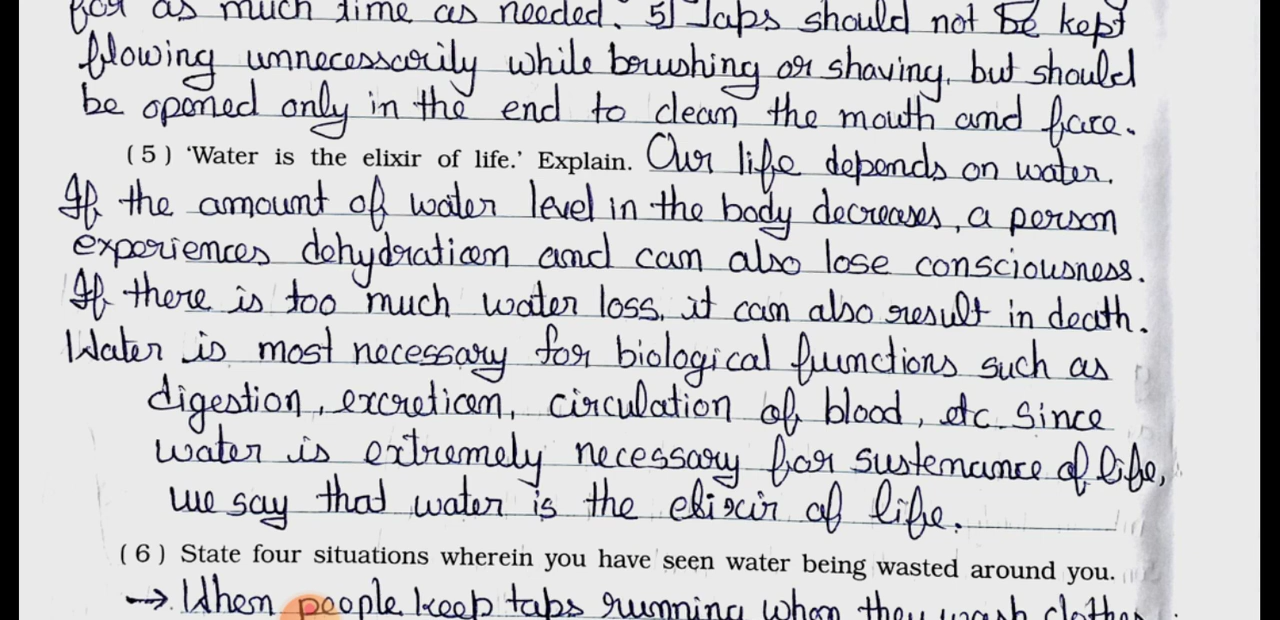 for as much time as needed. 5) Taps should not be kept
flowing unnecessarily while brushing or shaving, but should
be opened only in the end to clean the mouth and face.
( 5 ) 'Water is the elixir of life.' Explain. Our life depends on water.
If the amount of water level in the body decreases, a person
experiences dehydration and can also lose consciousness.
If there is too much water loss, it can also result in death.
Water is most necessary for biological functions such as
digestion, excretion, circulation of blood, etc. Since
water is extremely necessary for sustenance of life,
we say that water is the elixir of life.
( 6 ) State four situations wherein you have seen water being wasted around you.
→ When people keep taps running when they wash clothes